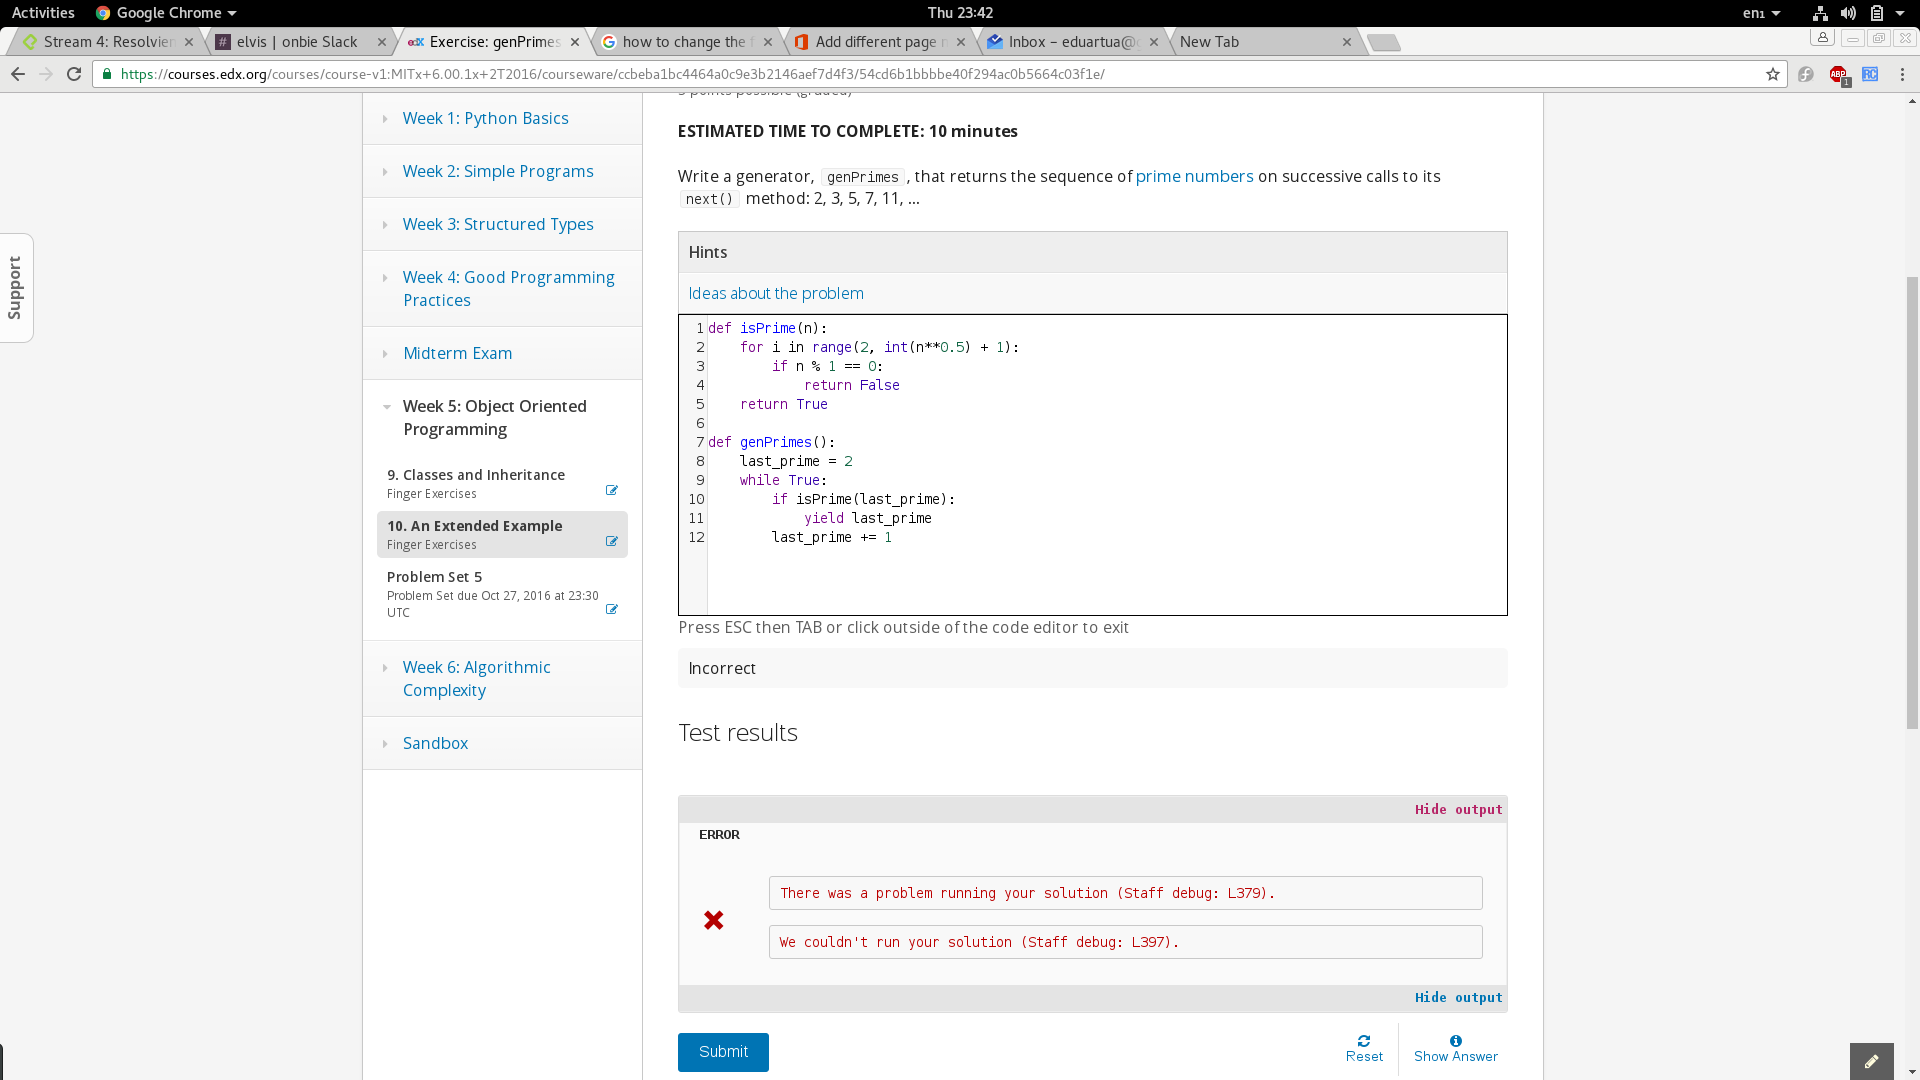 Activities Google Chrome Thu 23:42 en1
Stream 4: Resolvien elvis | onbie Slack Exercise: genPrimes how to change the f Add different page n Inbox – eduartua@g New Tab
https://courses.edx.org/courses/course-v1:MITx+6.00.1x+2T2016/courseware/ccbeba1bc4464a0c9e3b2146aef7d4f3/54cd6b1bbbbe40f294ac0b5664c03f1e/
ABP 1 RC
Support
Week 1: Python Basics
Week 2: Simple Programs
Week 3: Structured Types
Week 4: Good Programming
Practices
Midterm Exam
Week 5: Object Oriented
Programming
9. Classes and Inheritance
Finger Exercises
10. An Extended Example
Finger Exercises
Problem Set 5
Problem Set due Oct 27, 2016 at 23:30
UTC
Week 6: Algorithmic
Complexity
Sandbox
5 points possible (graded)
ESTIMATED TIME TO COMPLETE: 10 minutes
Write a generator, genPrimes, that returns the sequence of prime numbers on successive calls to its
next() method: 2, 3, 5, 7, 11, ...
Hints
Ideas about the problem
1 def isPrime(n):
2     for i in range(2, int(n**0.5) + 1):
3         if n % 1 == 0:
4             return False
5     return True
6
7 def genPrimes():
8     last_prime = 2
9     while True:
10         if isPrime(last_prime):
11             yield last_prime
12         last_prime += 1
Press ESC then TAB or click outside of the code editor to exit
Incorrect
Test results
Hide output
ERROR
There was a problem running your solution (Staff debug: L379).
We couldn't run your solution (Staff debug: L397).
Hide output
Submit
Reset
Show Answer